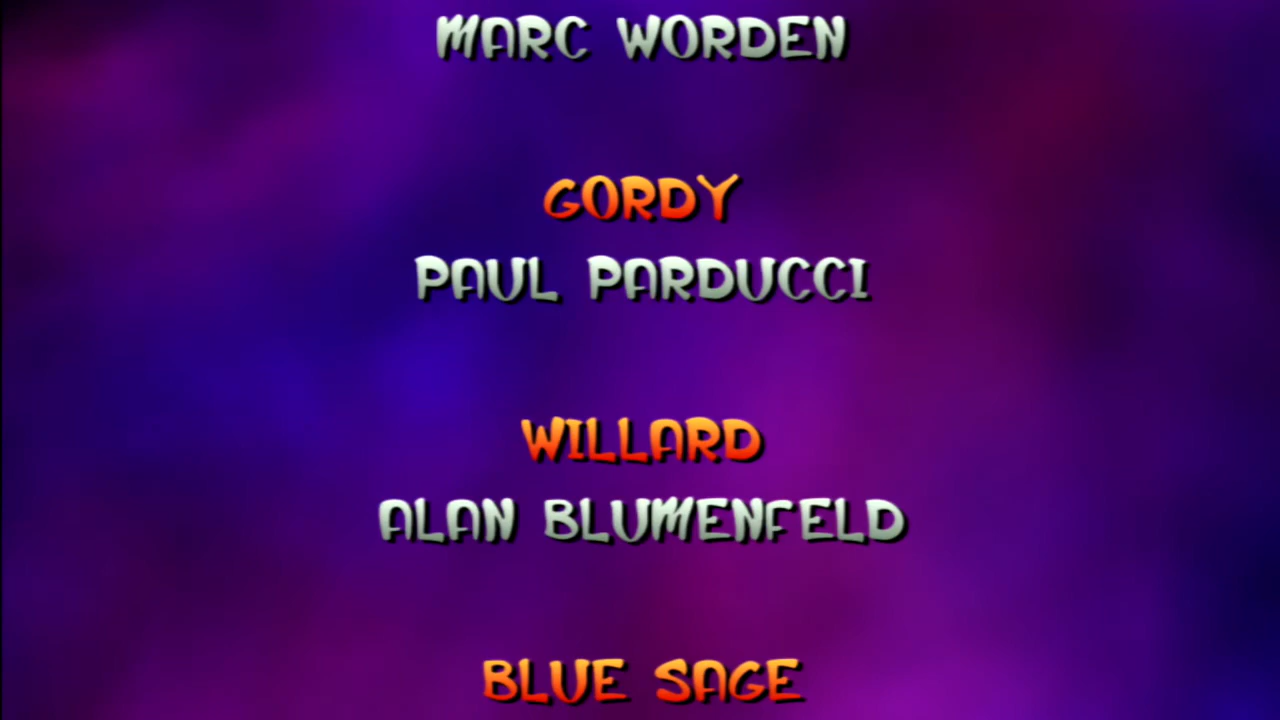 MARC WORDEN
GORDY
PAUL PARDUCCI
WILLARD
ALAN BLUMENFELD
BLUE SAGE